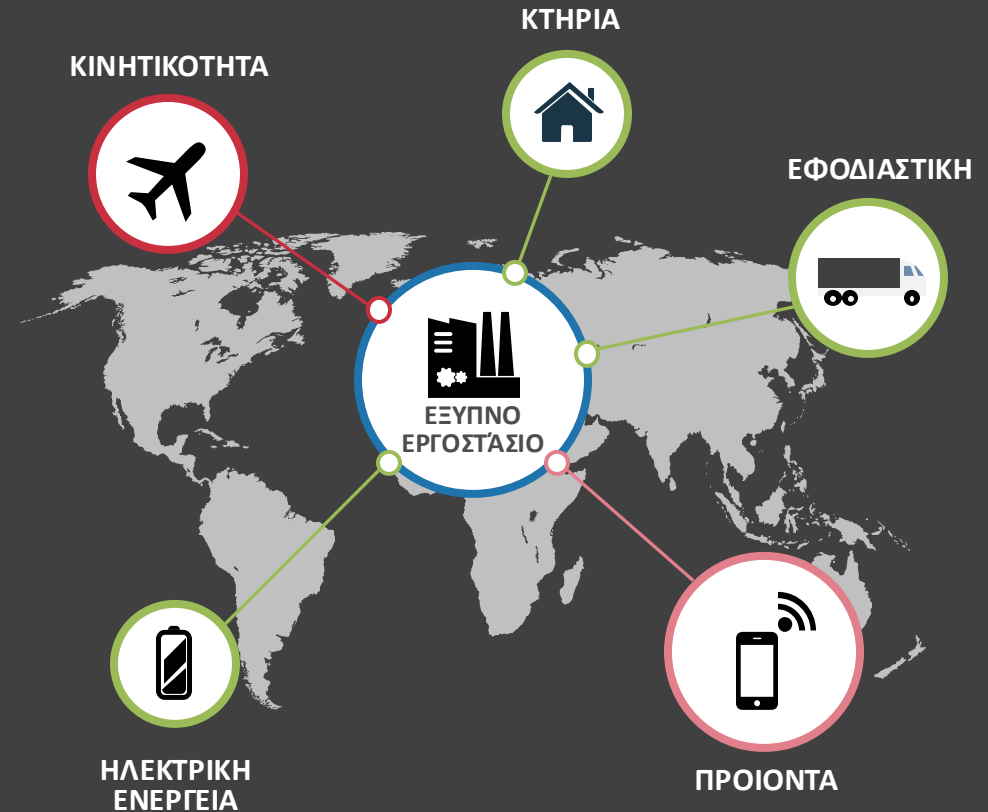 ΚΤΗΡΙΑ
ΚΙΝΗΤΙΚΟΤΗΤΑ
ΕΦΟΔΙΑΣΤΙΚΗ
ΕΞΥΠΝΟ
ΕΡΓΟΣΤΆΣΙΟ
ΗΛΕΚΤΡΙΚΗ
ΕΝΕΡΓΕΙΑ
ΠΡΟΙΟΝΤΑ